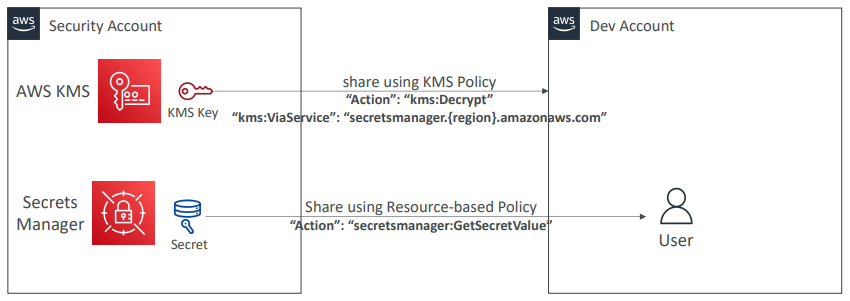 aws
Security Account
aws
Dev Account
AWS KMS
KMS Key
share using KMS Policy
“Action”: “kms:Decrypt”
“kms:ViaService”: “secretsmanager.{region}.amazonaws.com”
Secrets
Manager
Secret
Share using Resource-based Policy
“Action”: “secretsmanager:GetSecretValue”
User